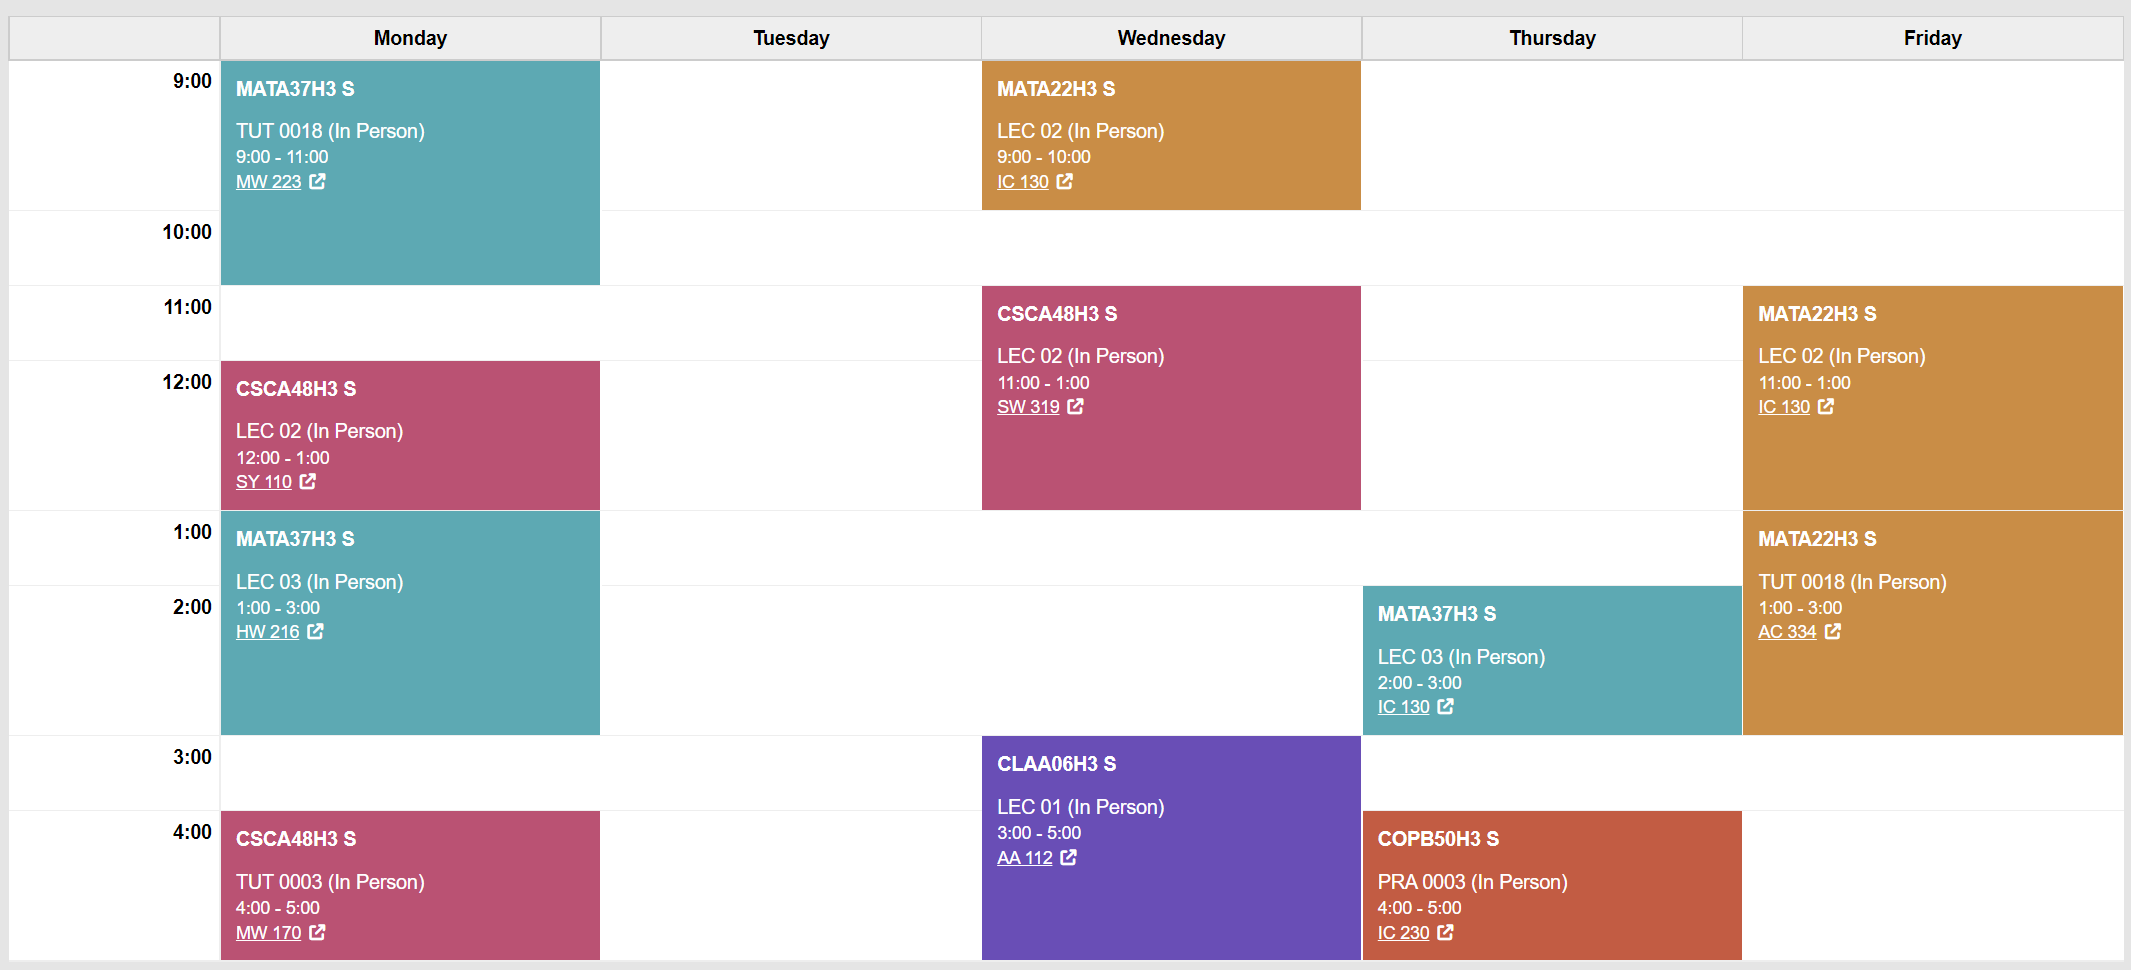 Monday Tuesday Wednesday Thursday Friday
9:00
MATA37H3 S
TUT 0018 (In Person)
9:00 - 11:00
MW 223
MATA22H3 S
LEC 02 (In Person)
9:00 - 10:00
IC 130
10:00
11:00
CSCA48H3 S
LEC 02 (In Person)
11:00 - 1:00
SW 319
MATA22H3 S
LEC 02 (In Person)
11:00 - 1:00
IC 130
12:00
CSCA48H3 S
LEC 02 (In Person)
12:00 - 1:00
SY 110
1:00
MATA37H3 S
LEC 03 (In Person)
1:00 - 3:00
HW 216
MATA22H3 S
TUT 0018 (In Person)
1:00 - 3:00
AC 334
2:00
MATA37H3 S
LEC 03 (In Person)
2:00 - 3:00
IC 130
3:00
CLAA06H3 S
LEC 01 (In Person)
3:00 - 5:00
AA 112
4:00
CSCA48H3 S
TUT 0003 (In Person)
4:00 - 5:00
MW 170
COPB50H3 S
PRA 0003 (In Person)
4:00 - 5:00
IC 230